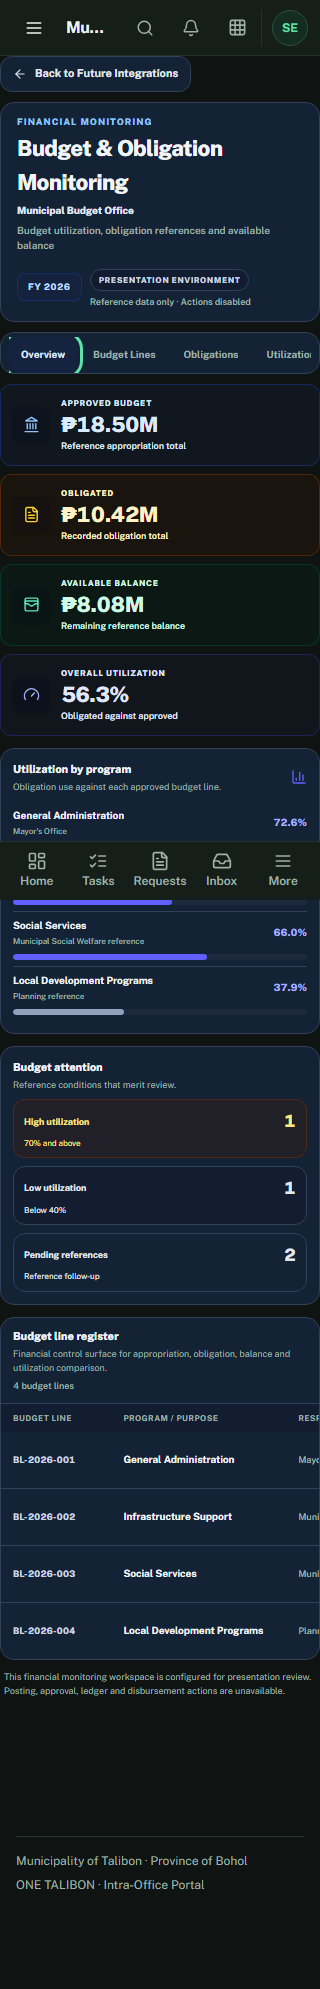 Mu...
SE
Back to Future Integrations
FINANCIAL MONITORING
Budget & Obligation
Monitoring
Municipal Budget Office
Budget utilization, obligation references and available
balance
FY 2026
PRESENTATION ENVIRONMENT
Reference data only · Actions disabled
Overview
Budget Lines
Obligations
Utilization
APPROVED BUDGET
₱18.50M
Reference appropriation total
OBLIGATED
₱10.42M
Recorded obligation total
AVAILABLE BALANCE
₱8.08M
Remaining reference balance
OVERALL UTILIZATION
56.3%
Obligated against approved
Utilization by program
Obligation use against each approved budget line.
General Administration
72.6%
Mayor's Office
Home
Tasks
Requests
Inbox
More
Social Services
66.0%
Municipal Social Welfare reference
Local Development Programs
37.9%
Planning reference
Budget attention
Reference conditions that merit review.
High utilization
1
70% and above
Low utilization
1
Below 40%
Pending references
2
Reference follow-up
Budget line register
Financial control surface for appropriation, obligation, balance and
utilization comparison.
4 budget lines
BUDGET LINE
PROGRAM / PURPOSE
RESP
BL-2026-001
General Administration
Mayo
BL-2026-002
Infrastructure Support
Muni
BL-2026-003
Social Services
Muni
BL-2026-004
Local Development Programs
Plann
This financial monitoring workspace is configured for presentation review.
Posting, approval, ledger and disbursement actions are unavailable.
Municipality of Talibon · Province of Bohol
ONE TALIBON · Intra-Office Portal